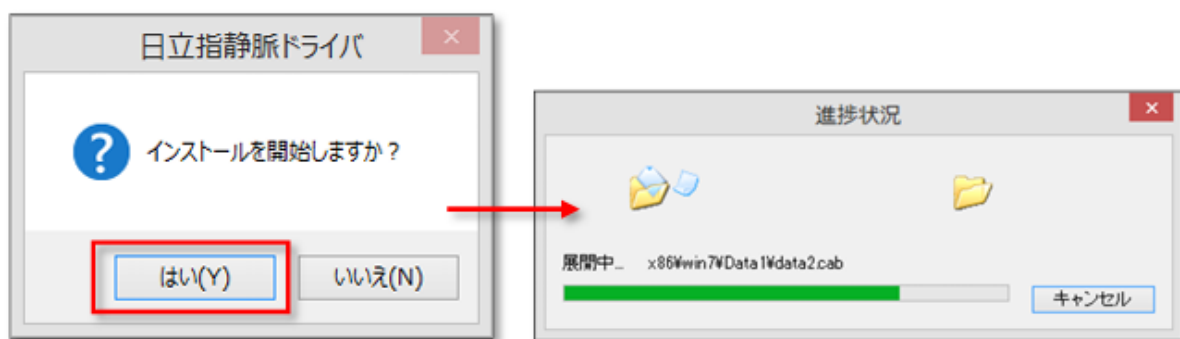 日立指静脈ドライバ
インストールを開始しますか？
はい(Y)
いいえ(N)
進捗状況
展開中... x86¥win7¥Data1¥data2.cab
キャンセル